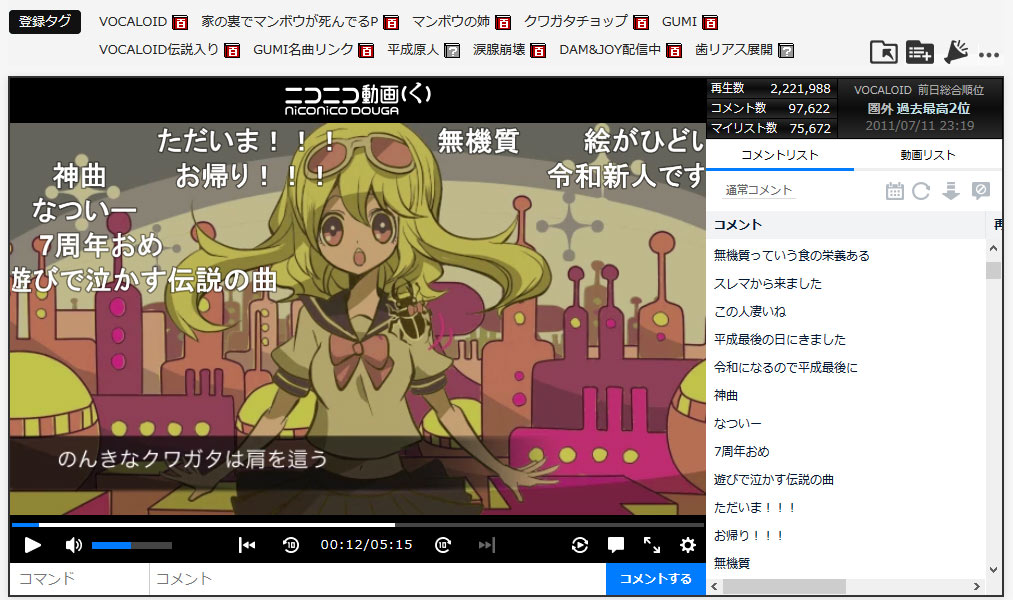 登録タグ
VOCALOID 百 家の裏でマンボウが死んでるP 百 マンボウの姉 百 クワガタチョップ 百 GUMI 百
VOCALOID伝説入り 百 GUMI名曲リンク 百 平成原人 ? 涙腺崩壊 百 DAM&JOY配信中 百 歯リアス展開 ?
ニコニコ動画(く)
niconico douga
ただいま！！！
無機質
絵がひどい
神曲
お帰り！！！
令和新人です
なついー
7周年おめ
遊びで泣かす伝説の曲
のんきなクワガタは肩を這う
10
00:12/05:15
10
コマンド
コメント
コメントする
再生数 2,221,988
コメント数 97,622
マイリスト数 75,672
VOCALOID 前日総合順位
圏外 過去最高2位
2011/07/11 23:19
コメントリスト
動画リスト
通常コメント
コメント
再
無機質っていう食の栄養ある
スレマから来ました
この人凄いね
平成最後の日にきました
令和になるので平成最後に
神曲
なついー
7周年おめ
遊びで泣かす伝説の曲
ただいま！！！
お帰り！！！
無機質